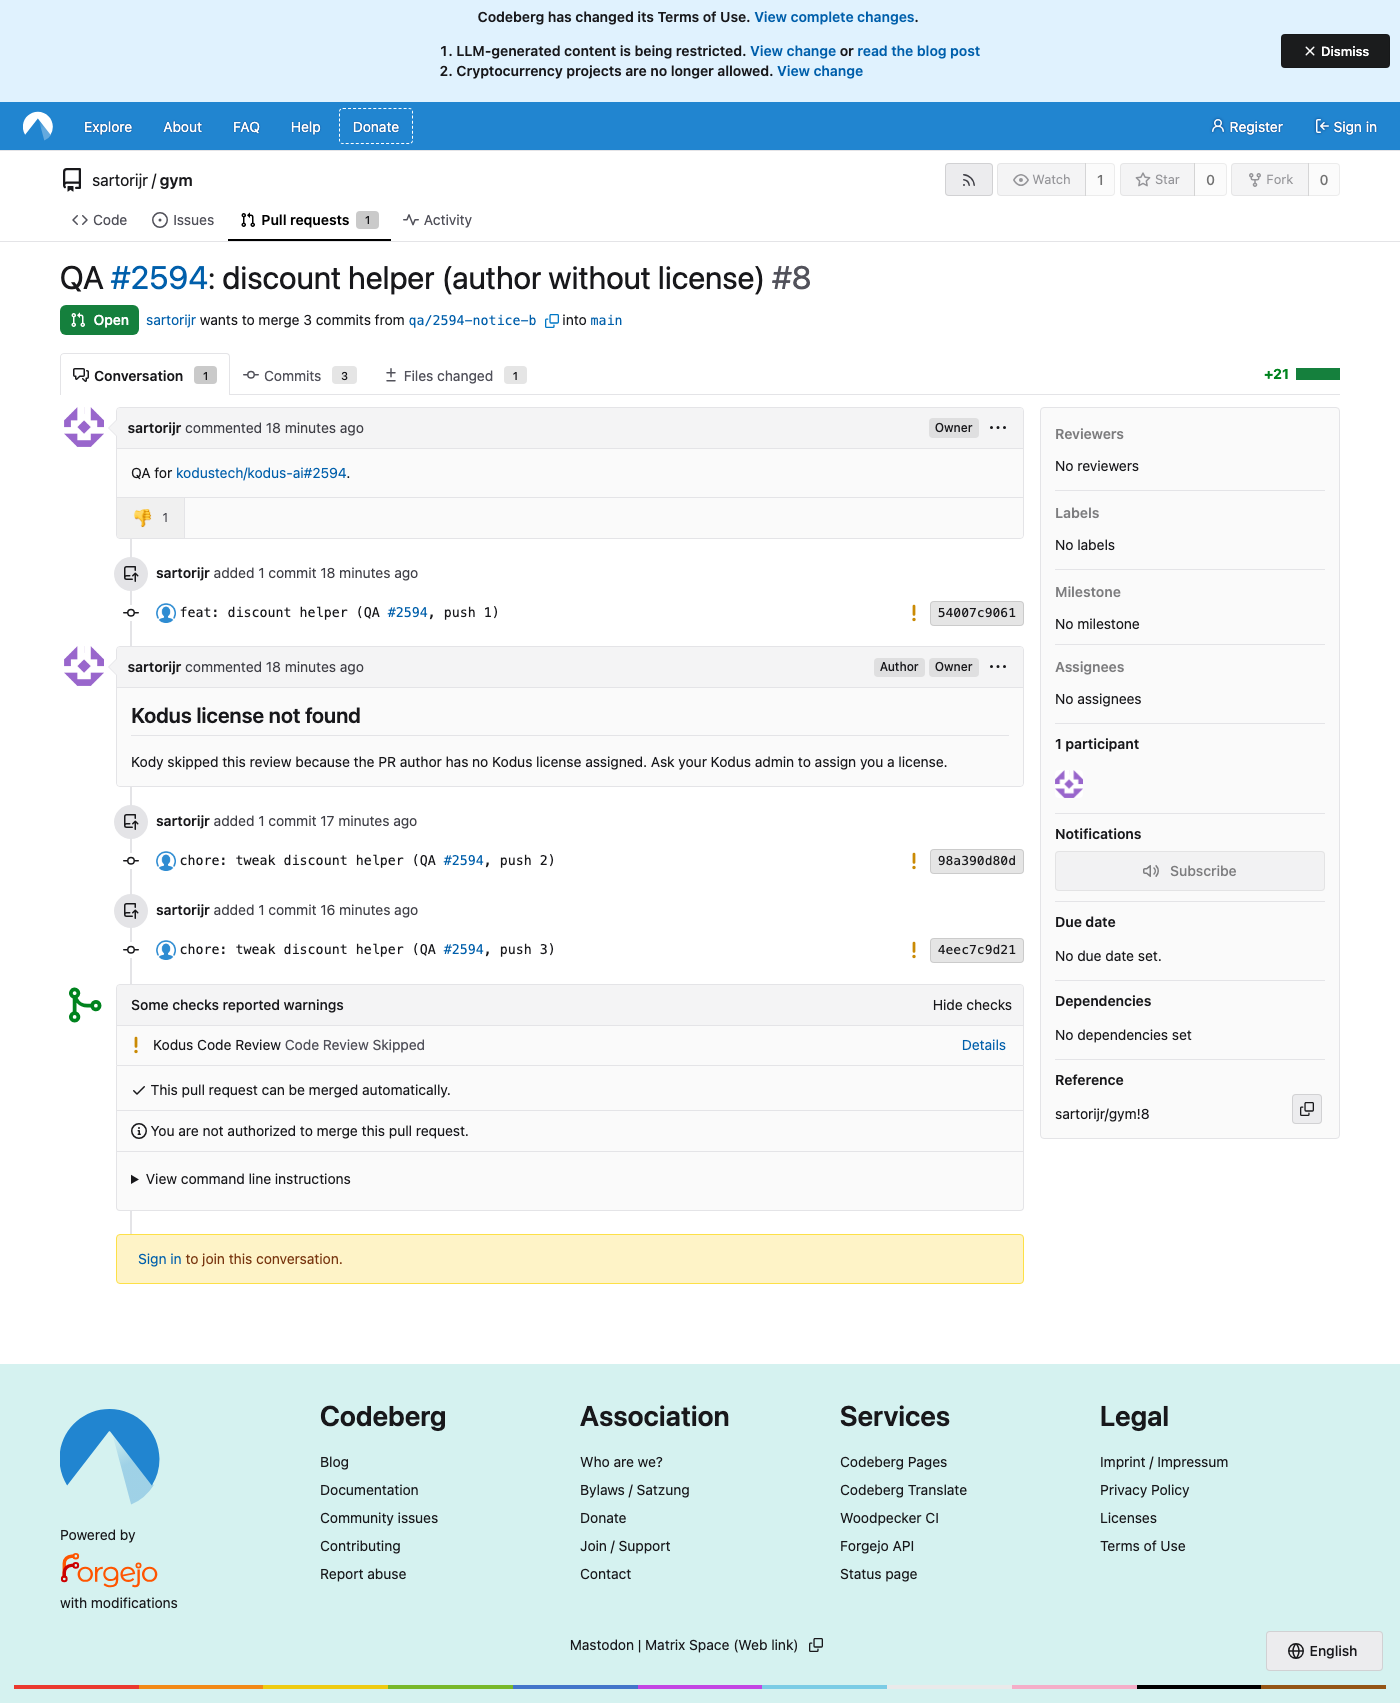 Codeberg has changed its Terms of Use. View complete changes.
1. LLM-generated content is being restricted. View change or read the blog post
2. Cryptocurrency projects are no longer allowed. View change
Dismiss
Explore About FAQ Help Donate Register Sign in
sartorijr / gym
Watch 1 Star 0 Fork 0
Code Issues Pull requests 1 Activity
QA #2594: discount helper (author without license) #8
Open sartorijr wants to merge 3 commits from qa/2594-notice-b into main
Conversation 1 Commits 3 Files changed 1 +21
sartorijr commented 18 minutes ago Owner
QA for kodustech/kodus-ai#2594.
👎 1
sartorijr added 1 commit 18 minutes ago
feat: discount helper (QA #2594, push 1) 54007c9061
sartorijr commented 18 minutes ago Author Owner
Kodus license not found
Kody skipped this review because the PR author has no Kodus license assigned. Ask your Kodus admin to assign you a license.
sartorijr added 1 commit 17 minutes ago
chore: tweak discount helper (QA #2594, push 2) 98a390d80d
sartorijr added 1 commit 16 minutes ago
chore: tweak discount helper (QA #2594, push 3) 4eec7c9d21
Some checks reported warnings Hide checks
Kodus Code Review Code Review Skipped Details
This pull request can be merged automatically.
You are not authorized to merge this pull request.
View command line instructions
Sign in to join this conversation.
Reviewers
No reviewers
Labels
No labels
Milestone
No milestone
Assignees
No assignees
1 participant
Notifications
Subscribe
Due date
No due date set.
Dependencies
No dependencies set
Reference
sartorijr/gym!8
Powered by
Forgejo
with modifications
Codeberg
Blog
Documentation
Community issues
Contributing
Report abuse
Association
Who are we?
Bylaws / Satzung
Donate
Join / Support
Contact
Services
Codeberg Pages
Codeberg Translate
Woodpecker CI
Forgejo API
Status page
Legal
Imprint / Impressum
Privacy Policy
Licenses
Terms of Use
Mastodon | Matrix Space (Web link)
English